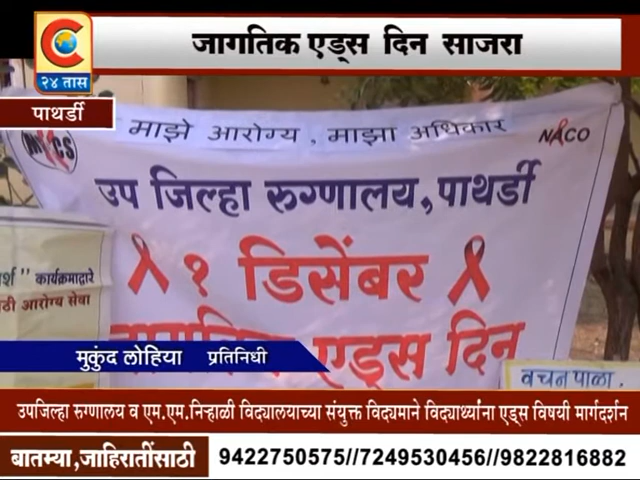 जागतिक एड्स दिन साजरा
C
२४ तास
पाथर्डी
माझे आरोग्य, माझा अधिकार
NACO
उप जिल्हा रुग्णालय, पाथर्डी
१ डिसेंबर
एड्स दिन
कार्यक्रमाद्वारे
आरोग्य सेवा
वचन पाळा.
मुकुंद लोहिया प्रतिनिधी
उपजिल्हा रुग्णालय व एम.एम.निऱ्हाळी विद्यालयाच्या संयुक्त विद्यमाने विद्यार्थ्यांना एड्स विषयी मार्गदर्शन
बातम्या,जाहिरातींसाठी 9422750575//7249530456//9822816882